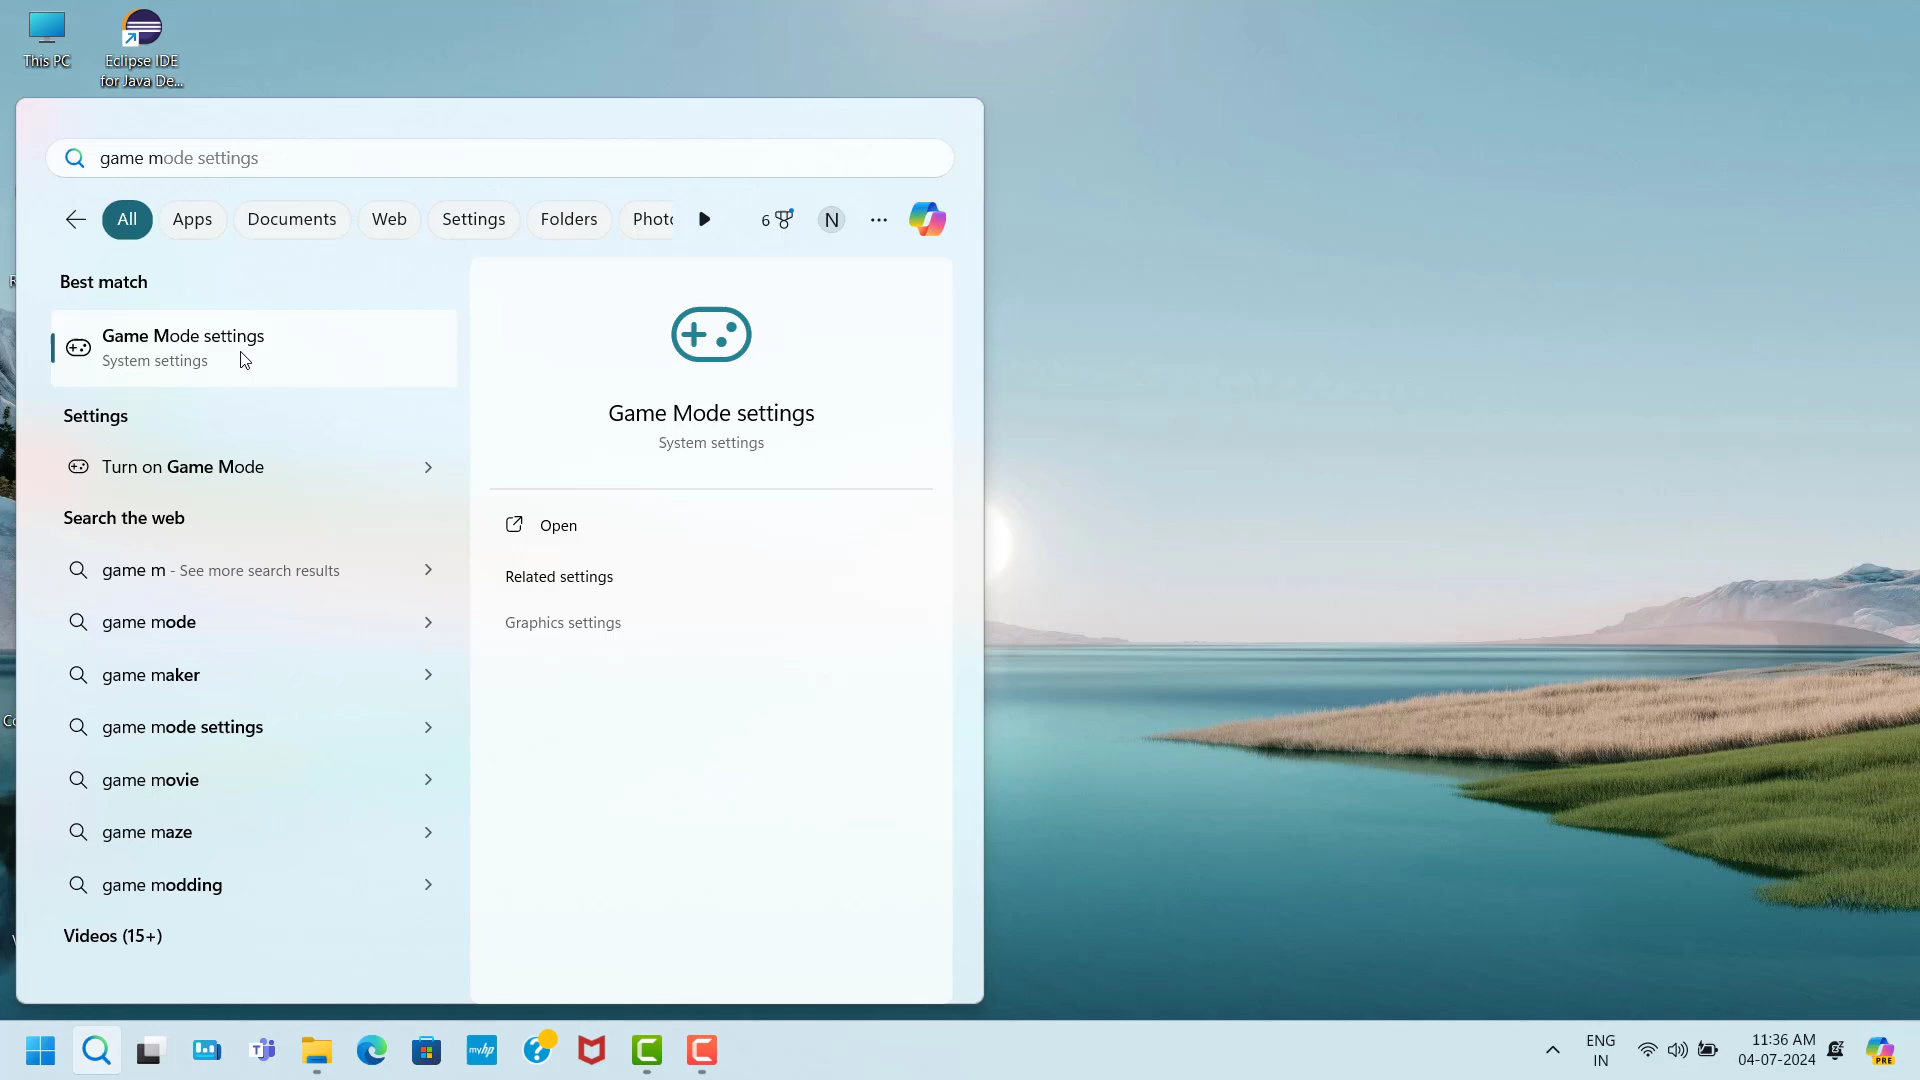 This PC
Eclipse IDE
for Java De...
game mode settings
All
Apps
Documents
Web
Settings
Folders
Phot
6
N
Best match
Game Mode settings
System settings
Settings
Turn on Game Mode
Search the web
game m - See more search results
game mode
game maker
game mode settings
game movie
game maze
game modding
Videos (15+)
Game Mode settings
System settings
Open
Related settings
Graphics settings
myhp
ENG
IN
11:36 AM
04-07-2024
PRE